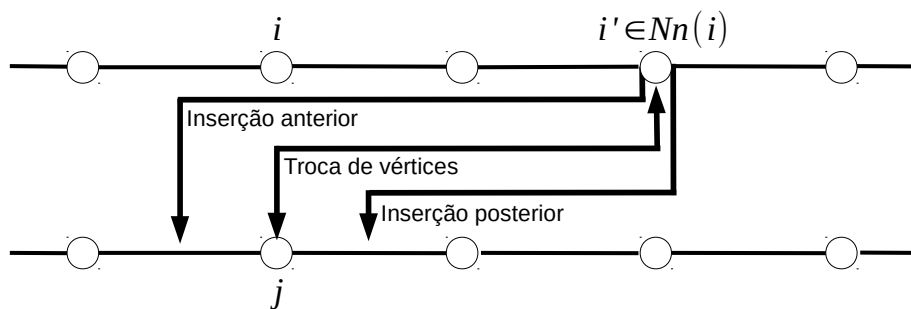 i
i' ∈ Nn(i)
Inserção anterior
Troca de vértices
Inserção posterior
j